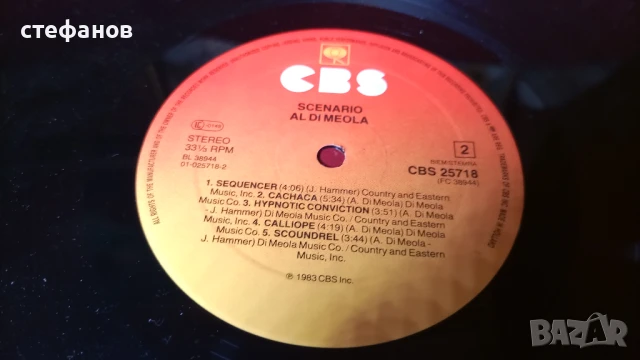 стефанов
CBS
SCENARIO
AL DI MEOLA
STEREO
33⅓ RPM
BL 38944
01-025718-2
2
BIEM/STEMRA
CBS 25718
(FC 38944)
1. SEQUENCER (4:06) (J. Hammer) Country and Eastern
Music, Inc. 2. CACHACA (5:34) (A. Di Meola) Di Meola
Music Co. 3. HYPNOTIC CONVICTION (3:51) (A. Di Meola
- J. Hammer) Di Meola Music Co. / Country and Eastern
Music, Inc. 4. CALLIOPE (4:19) (A. Di Meola) Di Meola
Music Co. 5. SCOUNDREL (3:44) (A. Di Meola -
J. Hammer) Di Meola Music Co. / Country and Eastern
Music, Inc.
℗ 1983 CBS Inc.
BAZAR
.bg